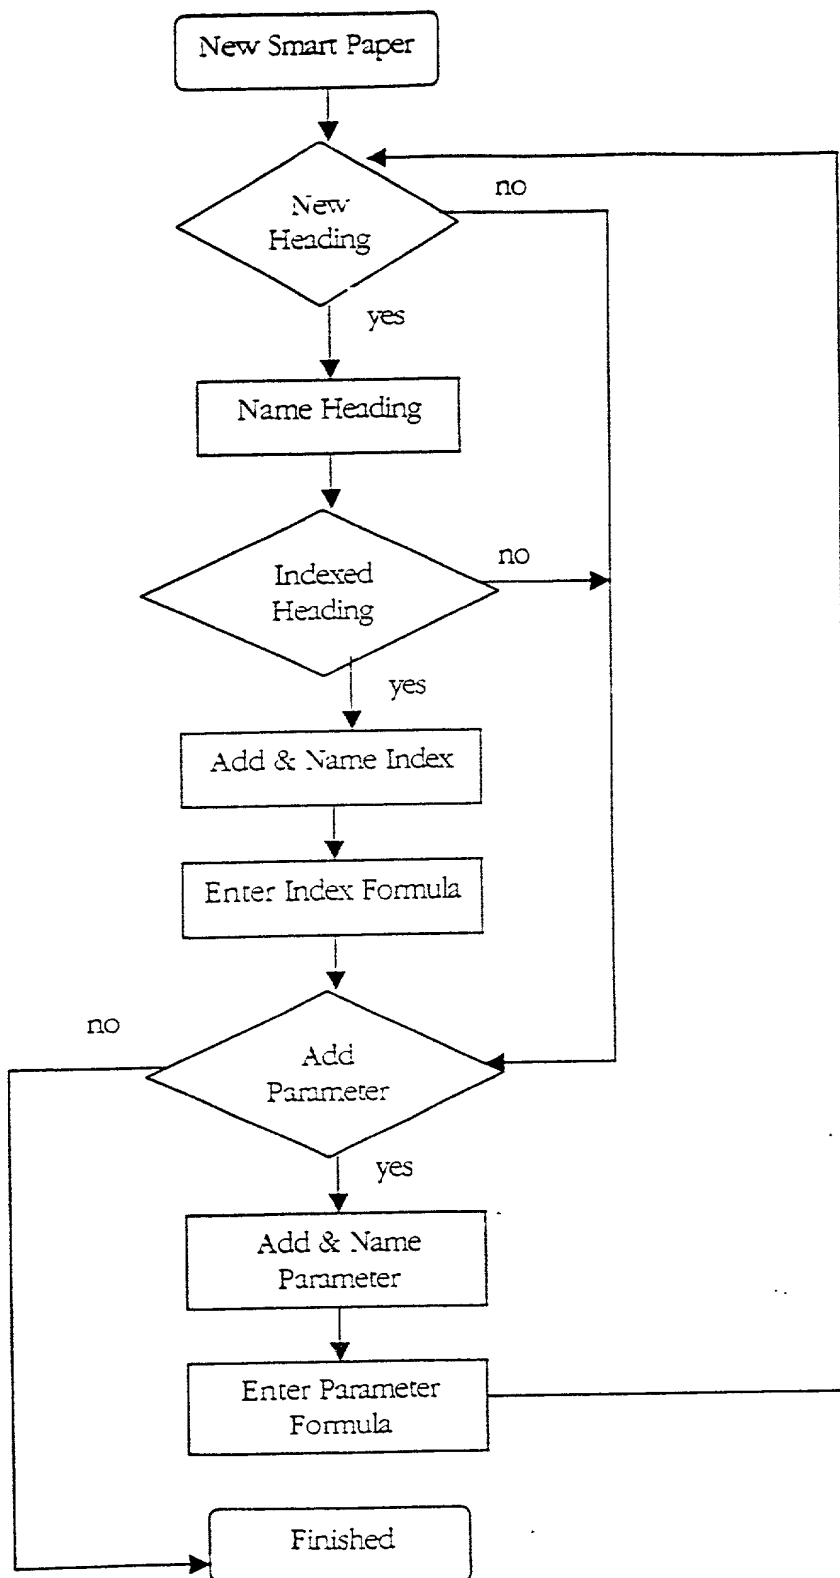 New Smart Paper
no
New
Heading
yes
Name Heading
no
Indexed
Heading
yes
Add & Name Index
Enter Index Formula
no
Add
Parameter
yes
Add & Name
Parameter
Enter Parameter
Formula
Finished